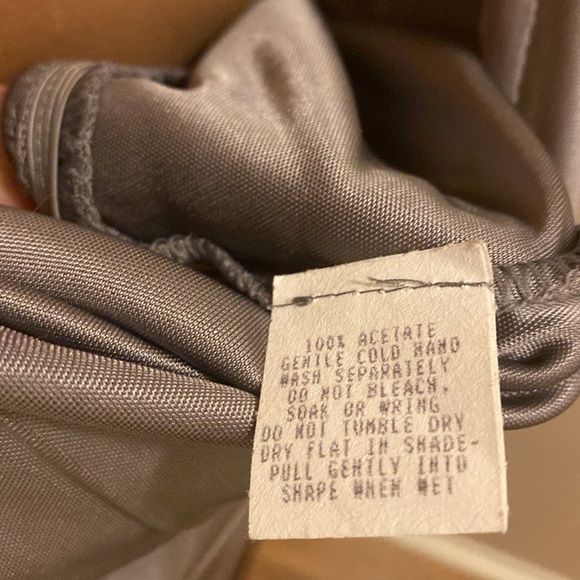 100% ACETATE
GENTLE COLD HAND
WASH SEPARATELY
DO NOT BLEACH,
SOAK OR WRING
DO NOT TUMBLE DRY
DRY FLAT IN SHADE-
PULL GENTLY INTO
SHAPE WHEN WET